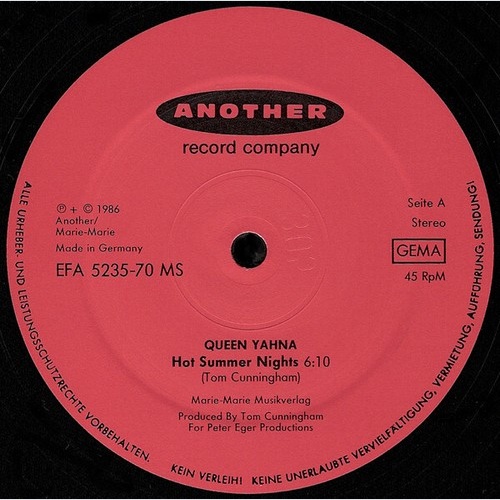 ANOTHER
record company
℗ + © 1986
Another/
Marie-Marie
Made in Germany
EFA 5235-70 MS
Seite A
Stereo
GEMA
45 RpM
QUEEN YAHNA
Hot Summer Nights 6:10
(Tom Cunningham)
Marie-Marie Musikverlag
Produced By Tom Cunningham
For Peter Eger Productions
ALLE URHEBER- UND LEISTUNGSSCHUTZRECHTE VORBEHALTEN. KEIN VERLEIH! KEINE UNERLAUBTE VERVIELFÄLTIGUNG, VERMIETUNG, AUFFÜHRUNG, SENDUNG!